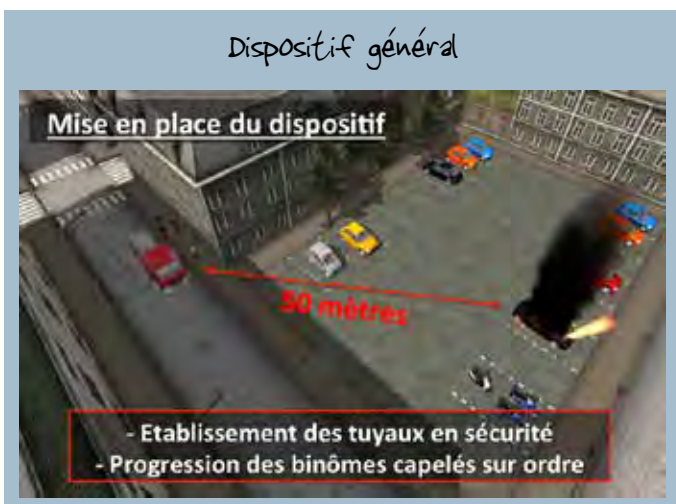 Dispositif général
Mise en place du dispositif
50 mètres
- Etablissement des tuyaux en sécurité
- Progression des binômes capelés sur ordre